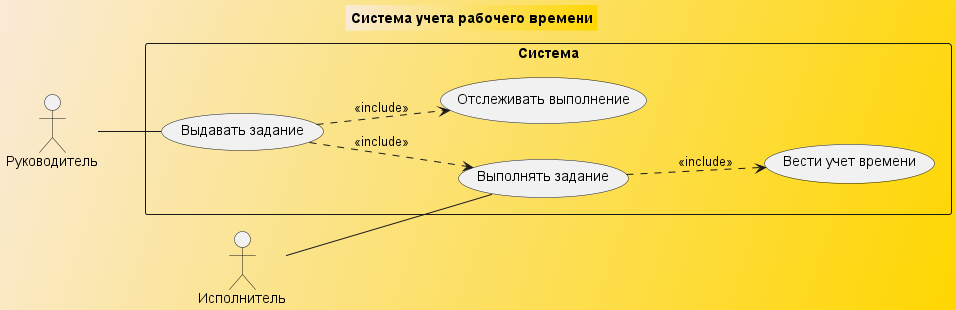 Система учета рабочего времени
Система
Отслеживать выполнение
«include»
Выдавать задание
«include»
Руководитель
Выполнять задание
«include»
Вести учет времени
Исполнитель